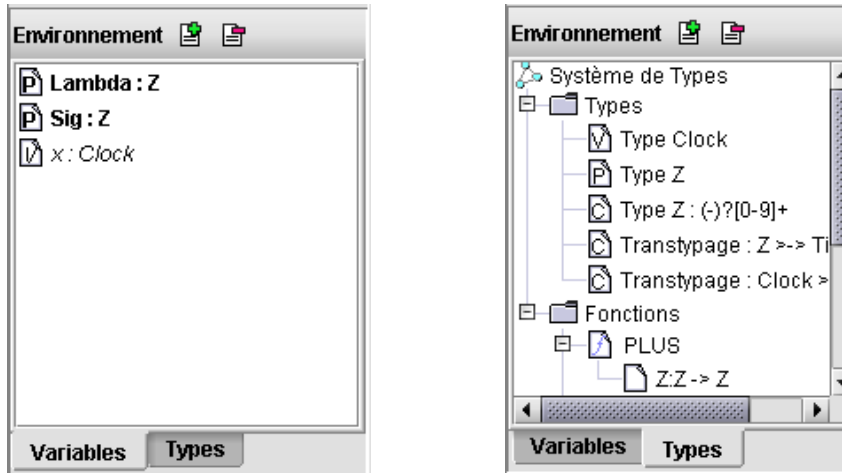 Environnement
Lambda : Z
Sig : Z
x : Clock
Variables Types
Environnement
Système de Types
Types
Type Clock
Type Z
Type Z : (-)?[0-9]+
Transtypage : Z >-> Ti
Transtypage : Clock >
Fonctions
PLUS
Z:Z -> Z
Variables Types